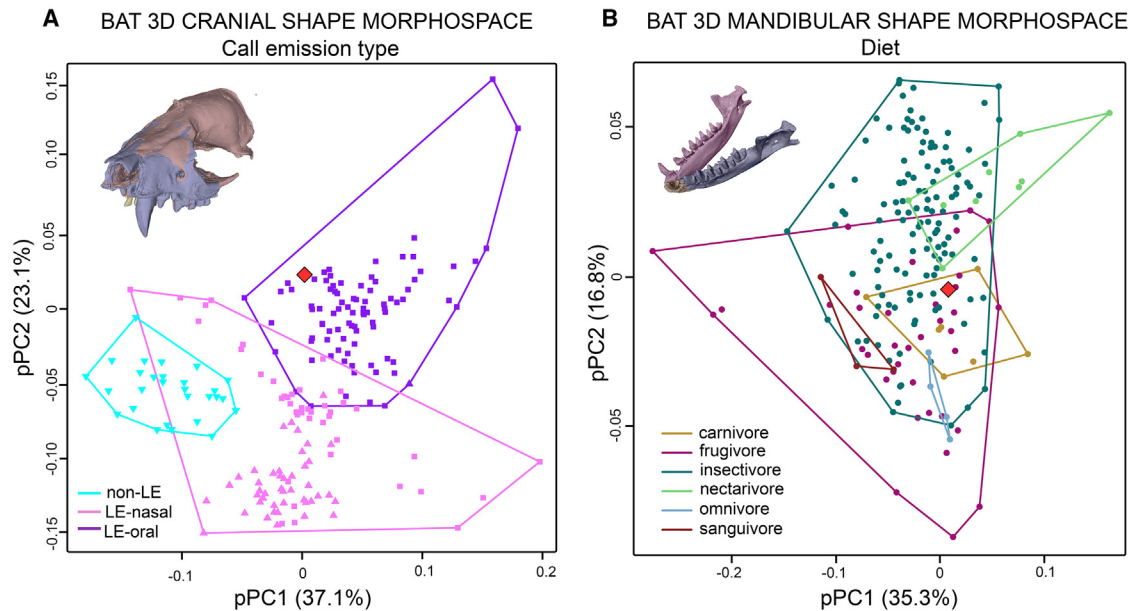 A BAT 3D CRANIAL SHAPE MORPHOSPACE
Call emission type
pPC2 (23.1%)
0.15
0.10
0.05
0
-0.05
-0.10
-0.15
non-LE
LE-nasal
LE-oral
-0.1
0
0.1
0.2
pPC1 (37.1%)
B BAT 3D MANDIBULAR SHAPE MORPHOSPACE
Diet
pPC2 (16.8%)
0.05
0
-0.05
carnivore
frugivore
insectivore
nectarivore
omnivore
sanguivore
-0.2
-0.1
0
0.1
pPC1 (35.3%)